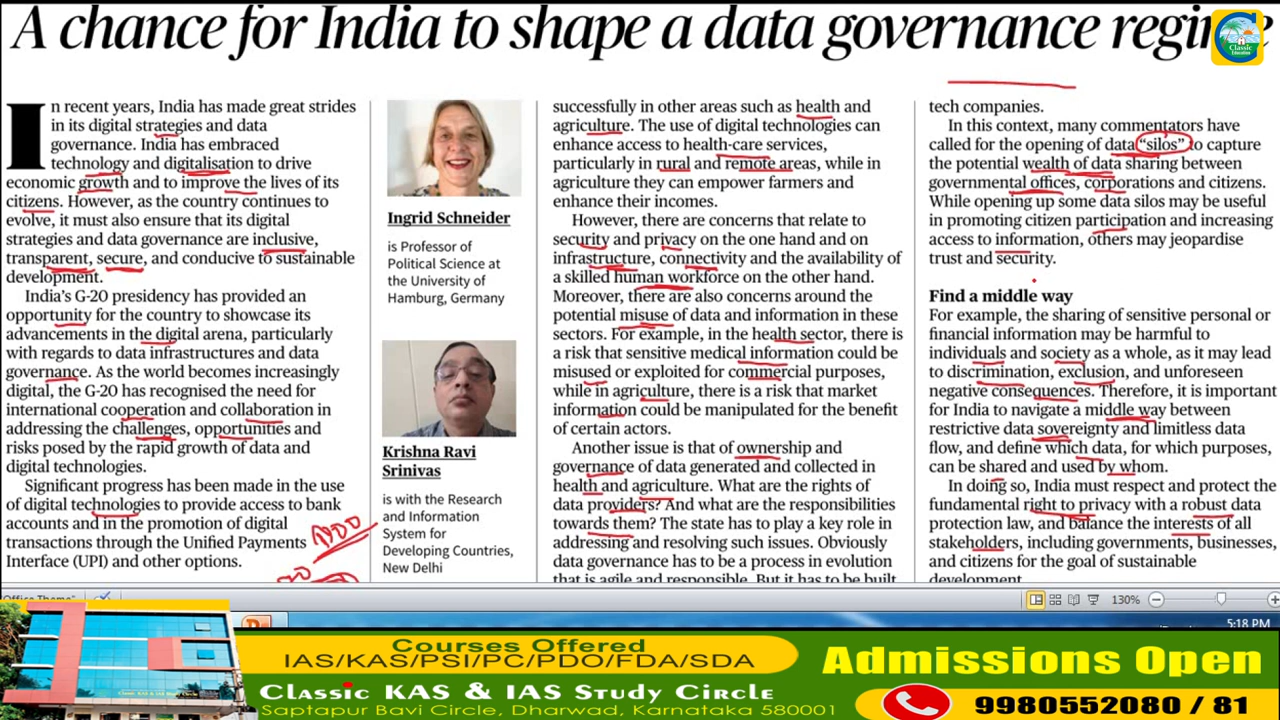 A chance for India to shape a data governance regime
In recent years, India has made great strides
in its digital strategies and data
governance. India has embraced
technology and digitalisation to drive
economic growth and to improve the lives of its
citizens. However, as the country continues to
evolve, it must also ensure that its digital
strategies and data governance are inclusive,
transparent, secure, and conducive to sustainable
development.
India's G-20 presidency has provided an
opportunity for the country to showcase its
advancements in the digital arena, particularly
with regards to data infrastructures and data
governance. As the world becomes increasingly
digital, the G-20 has recognised the need for
international cooperation and collaboration in
addressing the challenges, opportunities and
risks posed by the rapid growth of data and
digital technologies.
Significant progress has been made in the use
of digital technologies to provide access to bank
accounts and in the promotion of digital
transactions through the Unified Payments
Interface (UPI) and other options.
Ingrid Schneider
is Professor of
Political Science at
the University of
Hamburg, Germany
Krishna Ravi
Srinivas
is with the Research
and Information
System for
Developing Countries,
New Delhi
successfully in other areas such as health and
agriculture. The use of digital technologies can
enhance access to health-care services,
particularly in rural and remote areas, while in
agriculture they can empower farmers and
enhance their incomes.
However, there are concerns that relate to
security and privacy on the one hand and on
infrastructure, connectivity and the availability of
a skilled human workforce on the other hand.
Moreover, there are also concerns around the
potential misuse of data and information in these
sectors. For example, in the health sector, there is
a risk that sensitive medical information could be
misused or exploited for commercial purposes,
while in agriculture, there is a risk that market
information could be manipulated for the benefit
of certain actors.
Another issue is that of ownership and
governance of data generated and collected in
health and agriculture. What are the rights of
data providers? And what are the responsibilities
towards them? The state has to play a key role in
addressing and resolving such issues. Obviously
data governance has to be a process in evolution
that is agile and responsible. But it has to be built
tech companies.
In this context, many commentators have
called for the opening of data "silos" to capture
the potential wealth of data sharing between
governmental offices, corporations and citizens.
While opening up some data silos may be useful
in promoting citizen participation and increasing
access to information, others may jeopardise
trust and security.
Find a middle way
For example, the sharing of sensitive personal or
financial information may be harmful to
individuals and society as a whole, as it may lead
to discrimination, exclusion, and unforeseen
negative consequences. Therefore, it is important
for India to navigate a middle way between
restrictive data sovereignty and limitless data
flow, and define which data, for which purposes,
can be shared and used by whom.
In doing so, India must respect and protect the
fundamental right to privacy with a robust data
protection law, and balance the interests of all
stakeholders, including governments, businesses,
and citizens for the goal of sustainable
development
Classic
Education
Office Theme"
130%
5:18 PM
Courses Offered
IAS/KAS/PSI/PC/PDO/FDA/SDA
Classic KAS & IAS Study Circle
Saptapur Bavi Circle, Dharwad, Karnataka 580001
Admissions Open
9980552080 / 81